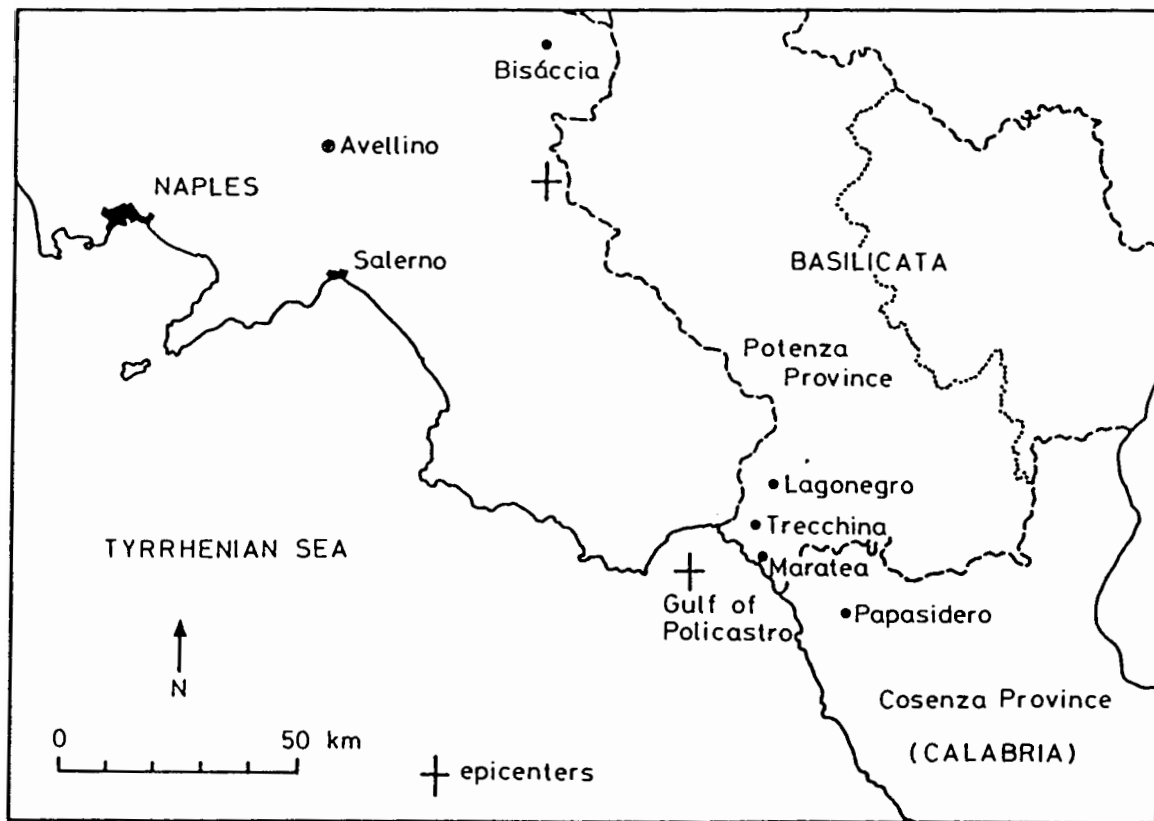 Bisáccia
Avellino
NAPLES
Salerno
BASILICATA
Potenza
Province
Lagonegro
Trecchina
TYRRHENIAN SEA
Maratea
Gulf of
Policastro
Papasidero
N
Cosenza Province
(CALABRIA)
0 50 km
epicenters